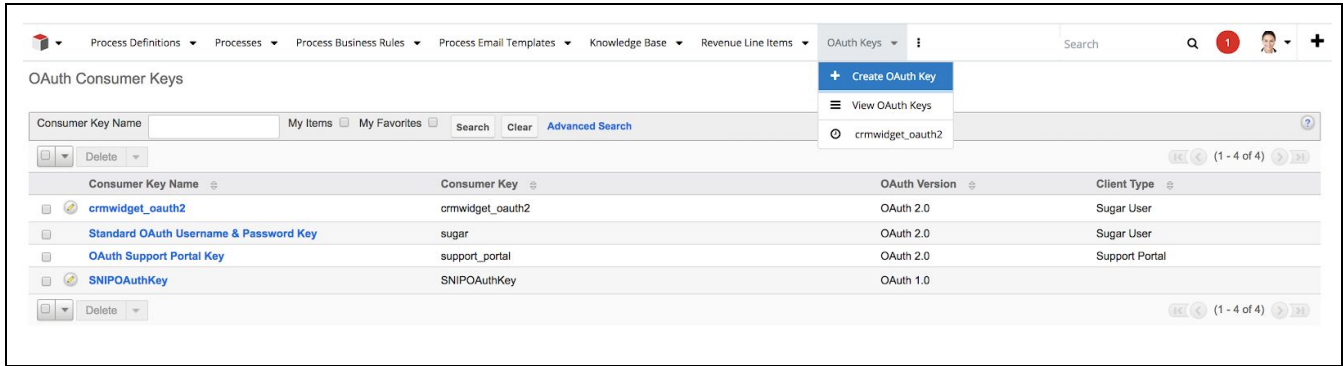 Process Definitions Processes Process Business Rules Process Email Templates Knowledge Base Revenue Line Items OAuth Keys Search 1
OAuth Consumer Keys
Create OAuth Key
View OAuth Keys
crmwidget_oauth2
Consumer Key Name My Items My Favorites Search Clear Advanced Search ?
Delete (1 - 4 of 4)
Consumer Key Name Consumer Key OAuth Version Client Type
crmwidget_oauth2 crmwidget_oauth2 OAuth 2.0 Sugar User
Standard OAuth Username & Password Key sugar OAuth 2.0 Sugar User
OAuth Support Portal Key support_portal OAuth 2.0 Support Portal
SNIPOAuthKey SNIPOAuthKey OAuth 1.0
Delete (1 - 4 of 4)